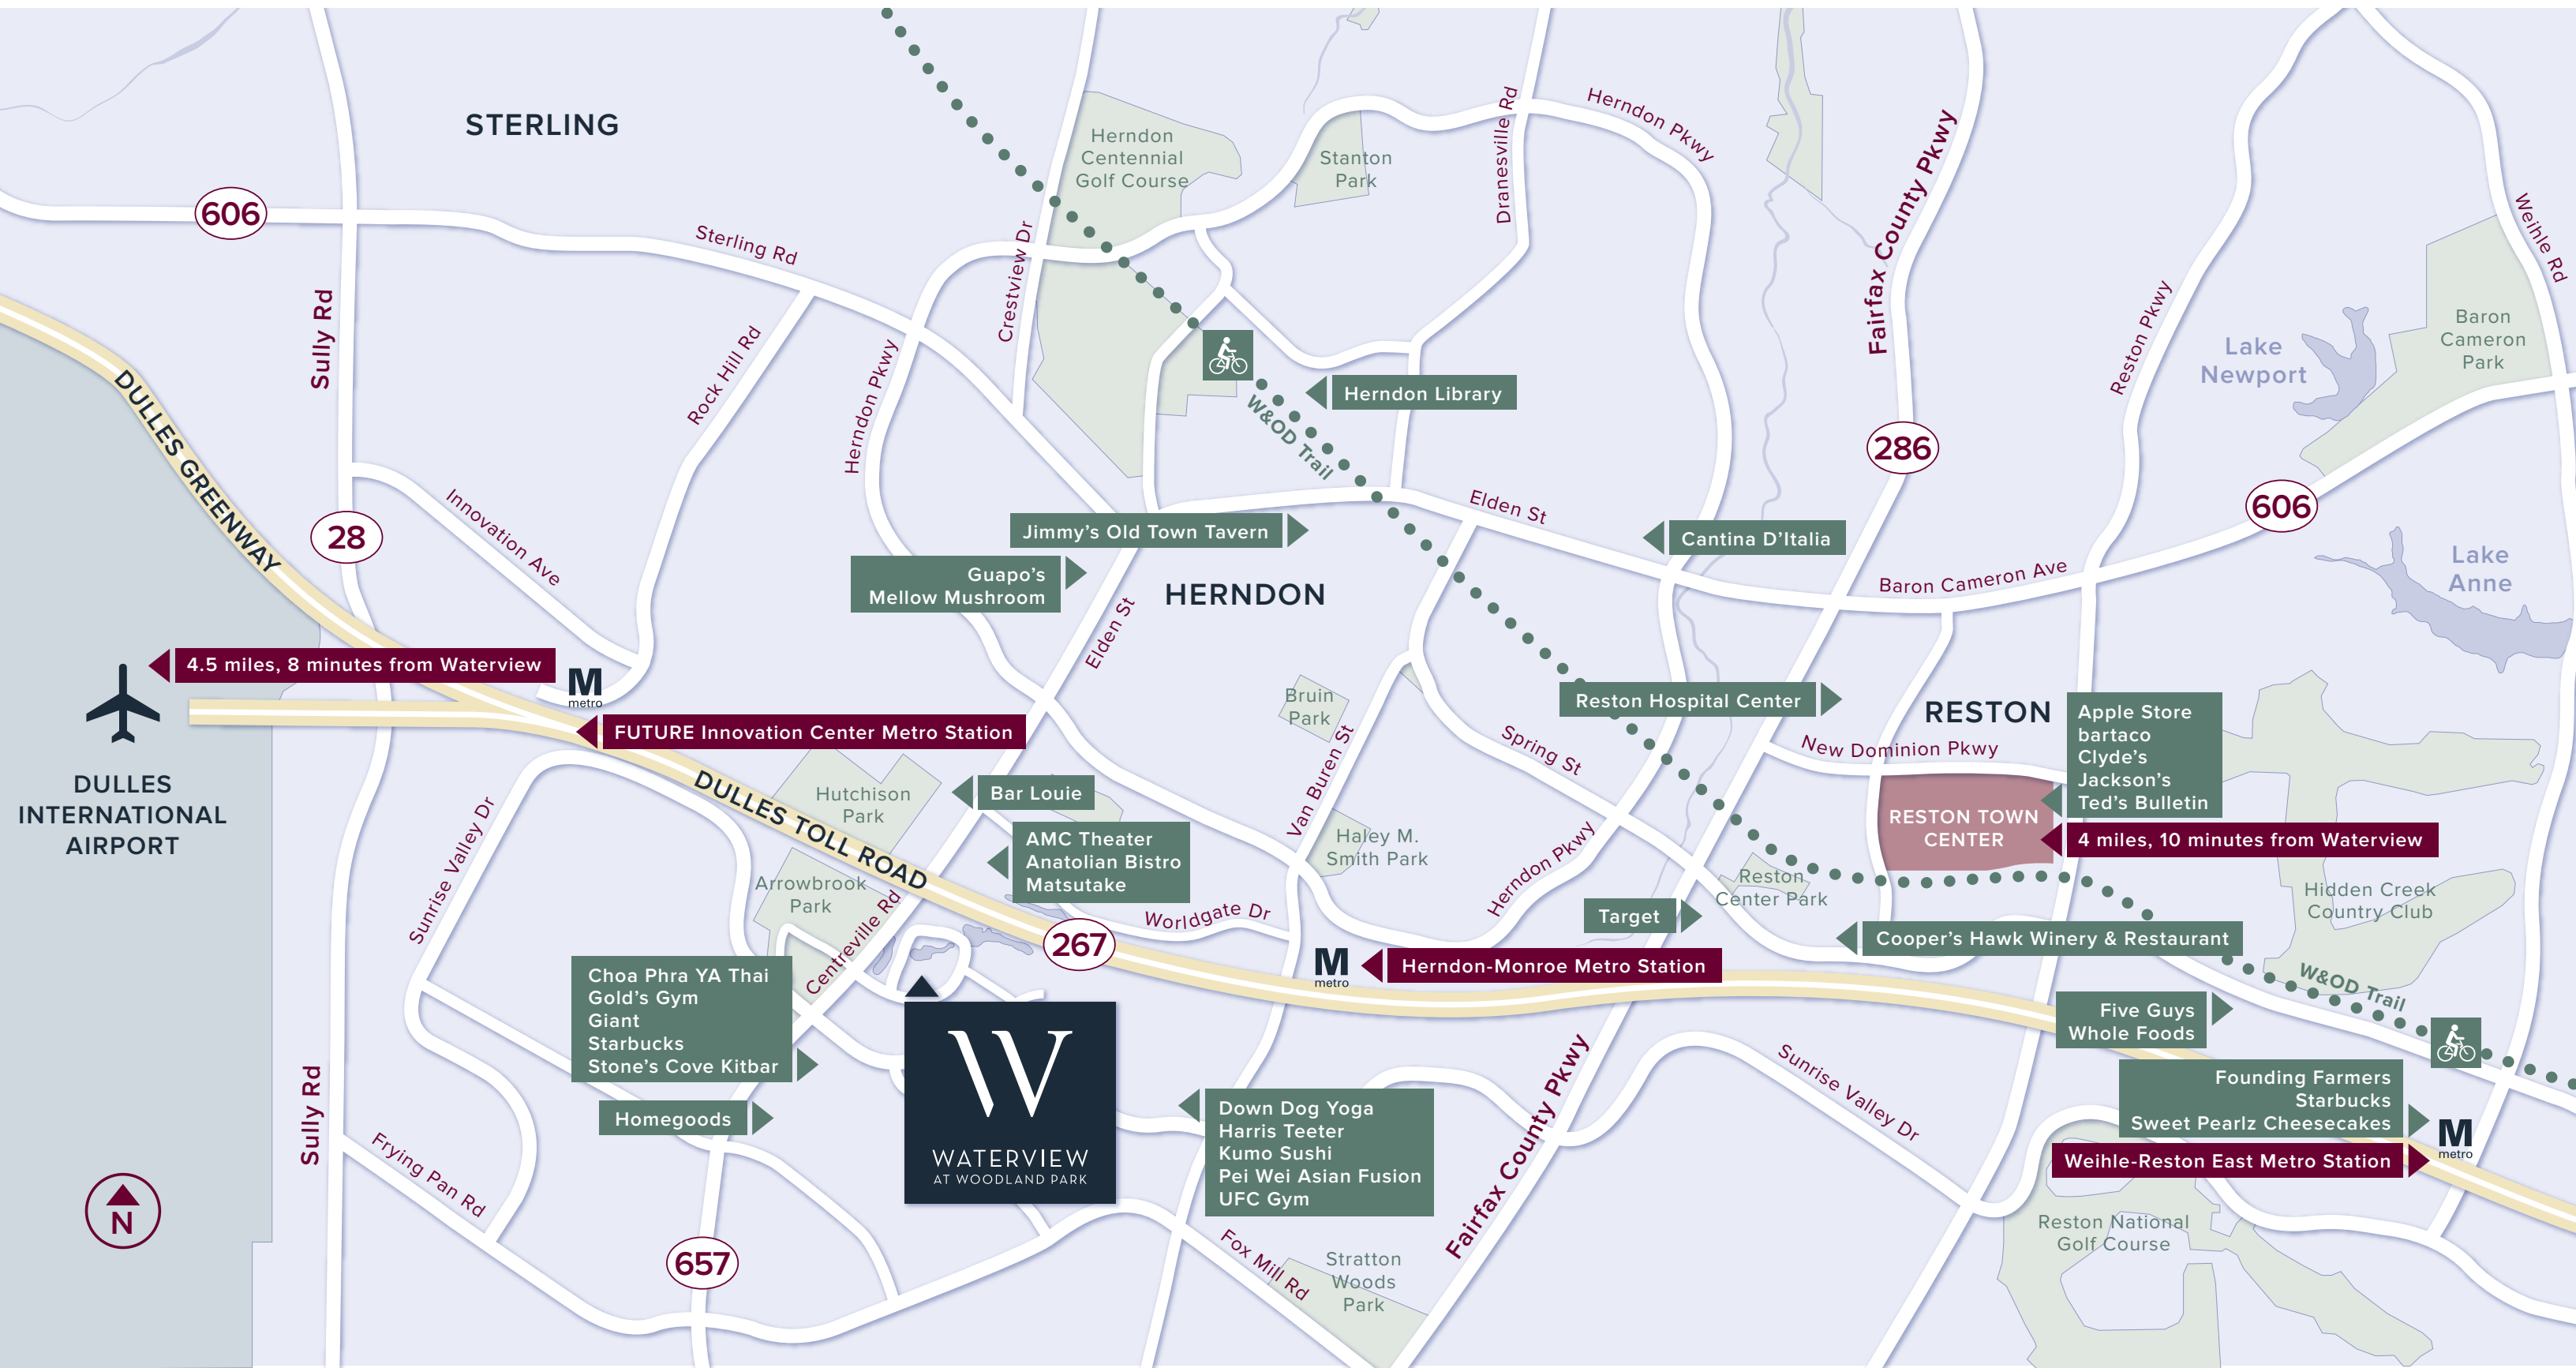 STERLING
606
Sterling Rd
Sully Rd
Rock Hill Rd
Herndon Pkwy
Crestview Dr
Herndon
Centennial
Golf Course
Stanton
Park
Dranesville Rd
Herndon Pkwy
Fairfax County Pkwy
Weihle Rd
Reston Pkwy
Lake
Newport
Baron
Cameron
Park
DULLES GREENWAY
28
Innovation Ave
W&OD Trail
Herndon Library
286
606
Elden St
Jimmy's Old Town Tavern
Cantina D'Italia
Guapo's
Mellow Mushroom
HERNDON
Elden St
Baron Cameron Ave
Lake
Anne
4.5 miles, 8 minutes from Waterview
M
metro
FUTURE Innovation Center Metro Station
DULLES
INTERNATIONAL
AIRPORT
Bruin
Park
Van Buren St
Spring St
Reston Hospital Center
RESTON
New Dominion Pkwy
Apple Store
bartaco
Clyde's
Jackson's
Ted's Bulletin
RESTON TOWN
CENTER
4 miles, 10 minutes from Waterview
DULLES TOLL ROAD
Hutchison
Park
Bar Louie
AMC Theater
Anatolian Bistro
Matsutake
Haley M.
Smith Park
Herndon Pkwy
Reston
Center Park
Hidden Creek
Country Club
Sunrise Valley Dr
Arrowbrook
Park
Centreville Rd
Worldgate Dr
267
Target
Cooper's Hawk Winery & Restaurant
M
metro
Herndon-Monroe Metro Station
W&OD Trail
Choa Phra YA Thai
Gold's Gym
Giant
Starbucks
Stone's Cove Kitbar
Homegoods
W
WATERVIEW
AT WOODLAND PARK
Five Guys
Whole Foods
Founding Farmers
Starbucks
Sweet Pearlz Cheesecakes
M
metro
Weihle-Reston East Metro Station
Sunrise Valley Dr
Down Dog Yoga
Harris Teeter
Kumo Sushi
Pei Wei Asian Fusion
UFC Gym
Sully Rd
Frying Pan Rd
N
657
Fox Mill Rd
Stratton
Woods
Park
Fairfax County Pkwy
Reston National
Golf Course